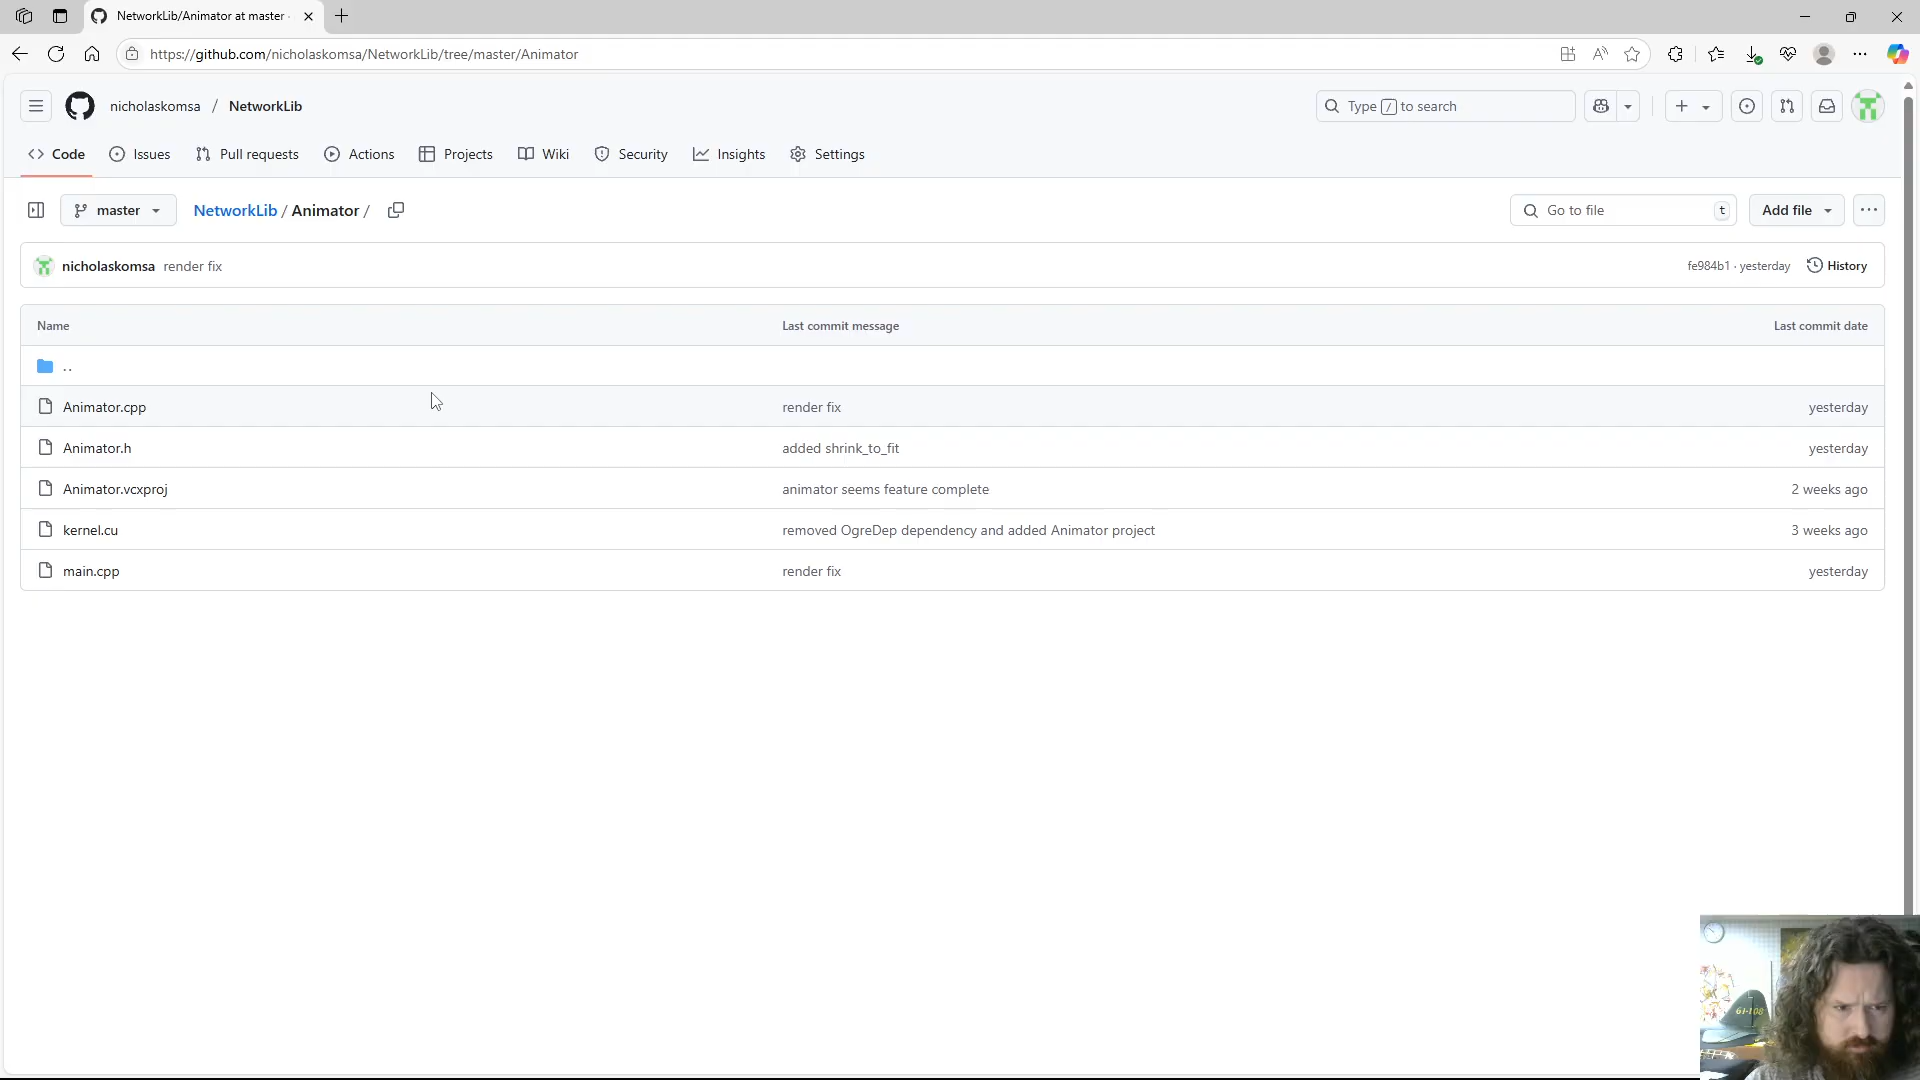 NetworkLib/Animator at master
https://github.com/nicholaskomsa/NetworkLib/tree/master/Animator
nicholaskomsa / NetworkLib
Type / to search
Code
Issues
Pull requests
Actions
Projects
Wiki
Security
Insights
Settings
master
NetworkLib / Animator /
Go to file
t
Add file
nicholaskomsa render fix
fe984b1 · yesterday
History
Name Last commit message Last commit date
..
Animator.cpp render fix yesterday
Animator.h added shrink_to_fit yesterday
Animator.vcxproj animator seems feature complete 2 weeks ago
kernel.cu removed OgreDep dependency and added Animator project 3 weeks ago
main.cpp render fix yesterday
61-108